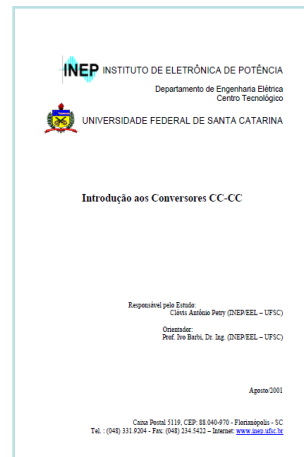 INEP INSTITUTO DE ELETRÔNICA DE POTÊNCIA
Departamento de Engenharia Elétrica
Centro Tecnológico
UNIVERSIDADE FEDERAL DE SANTA CATARINA
Introdução aos Conversores CC-CC
Responsável pelo Estudo:
Clóvis Antônio Petry (INEP/EEL – UFSC)
Orientador:
Prof. Ivo Barbi, Dr. Ing. (INEP/EEL – UFSC)
Agosto/2001
Caixa Postal 5119, CEP: 88.040-970 - Florianópolis - SC
Tel. : (048) 331.9204 - Fax: (048) 234.5422 – Internet: www.inep.ufsc.br